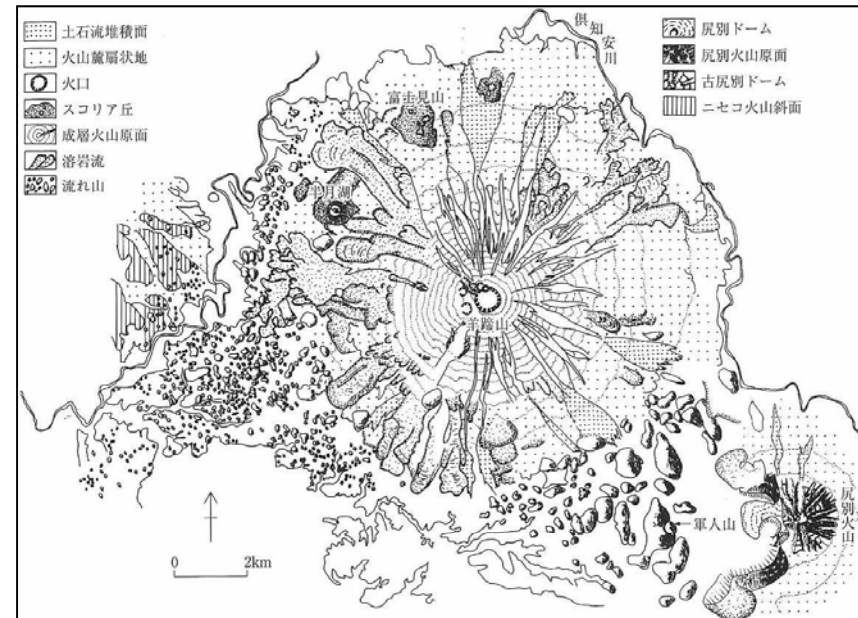 土石流堆積面
火山麓扇状地
火口
スコリア丘
成層火山原面
溶岩流
流れ山
尻別ドーム
尻別火山原面
古尻別ドーム
ニセコ火山斜面
倶知安川
富士見山
半月湖
羊蹄山
軍人山
尻別火山
0 2km